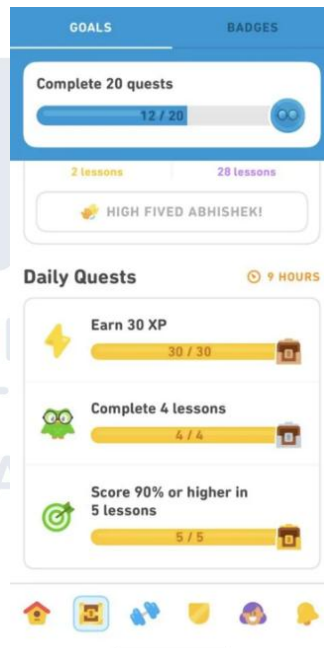 GOALS BADGES
Complete 20 quests
12 / 20
2 lessons 28 lessons
HIGH FIVED ABHISHEK!
Daily Quests 9 HOURS
Earn 30 XP
30 / 30
Complete 4 lessons
4 / 4
Score 90% or higher in
5 lessons
5 / 5